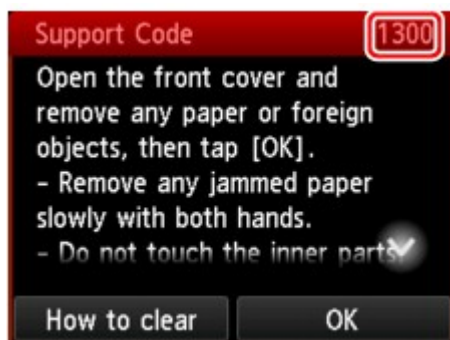 Support Code 1300
Open the front cover and
remove any paper or foreign
objects, then tap [OK].
- Remove any jammed paper
slowly with both hands.
- Do not touch the inner parts.
How to clear OK